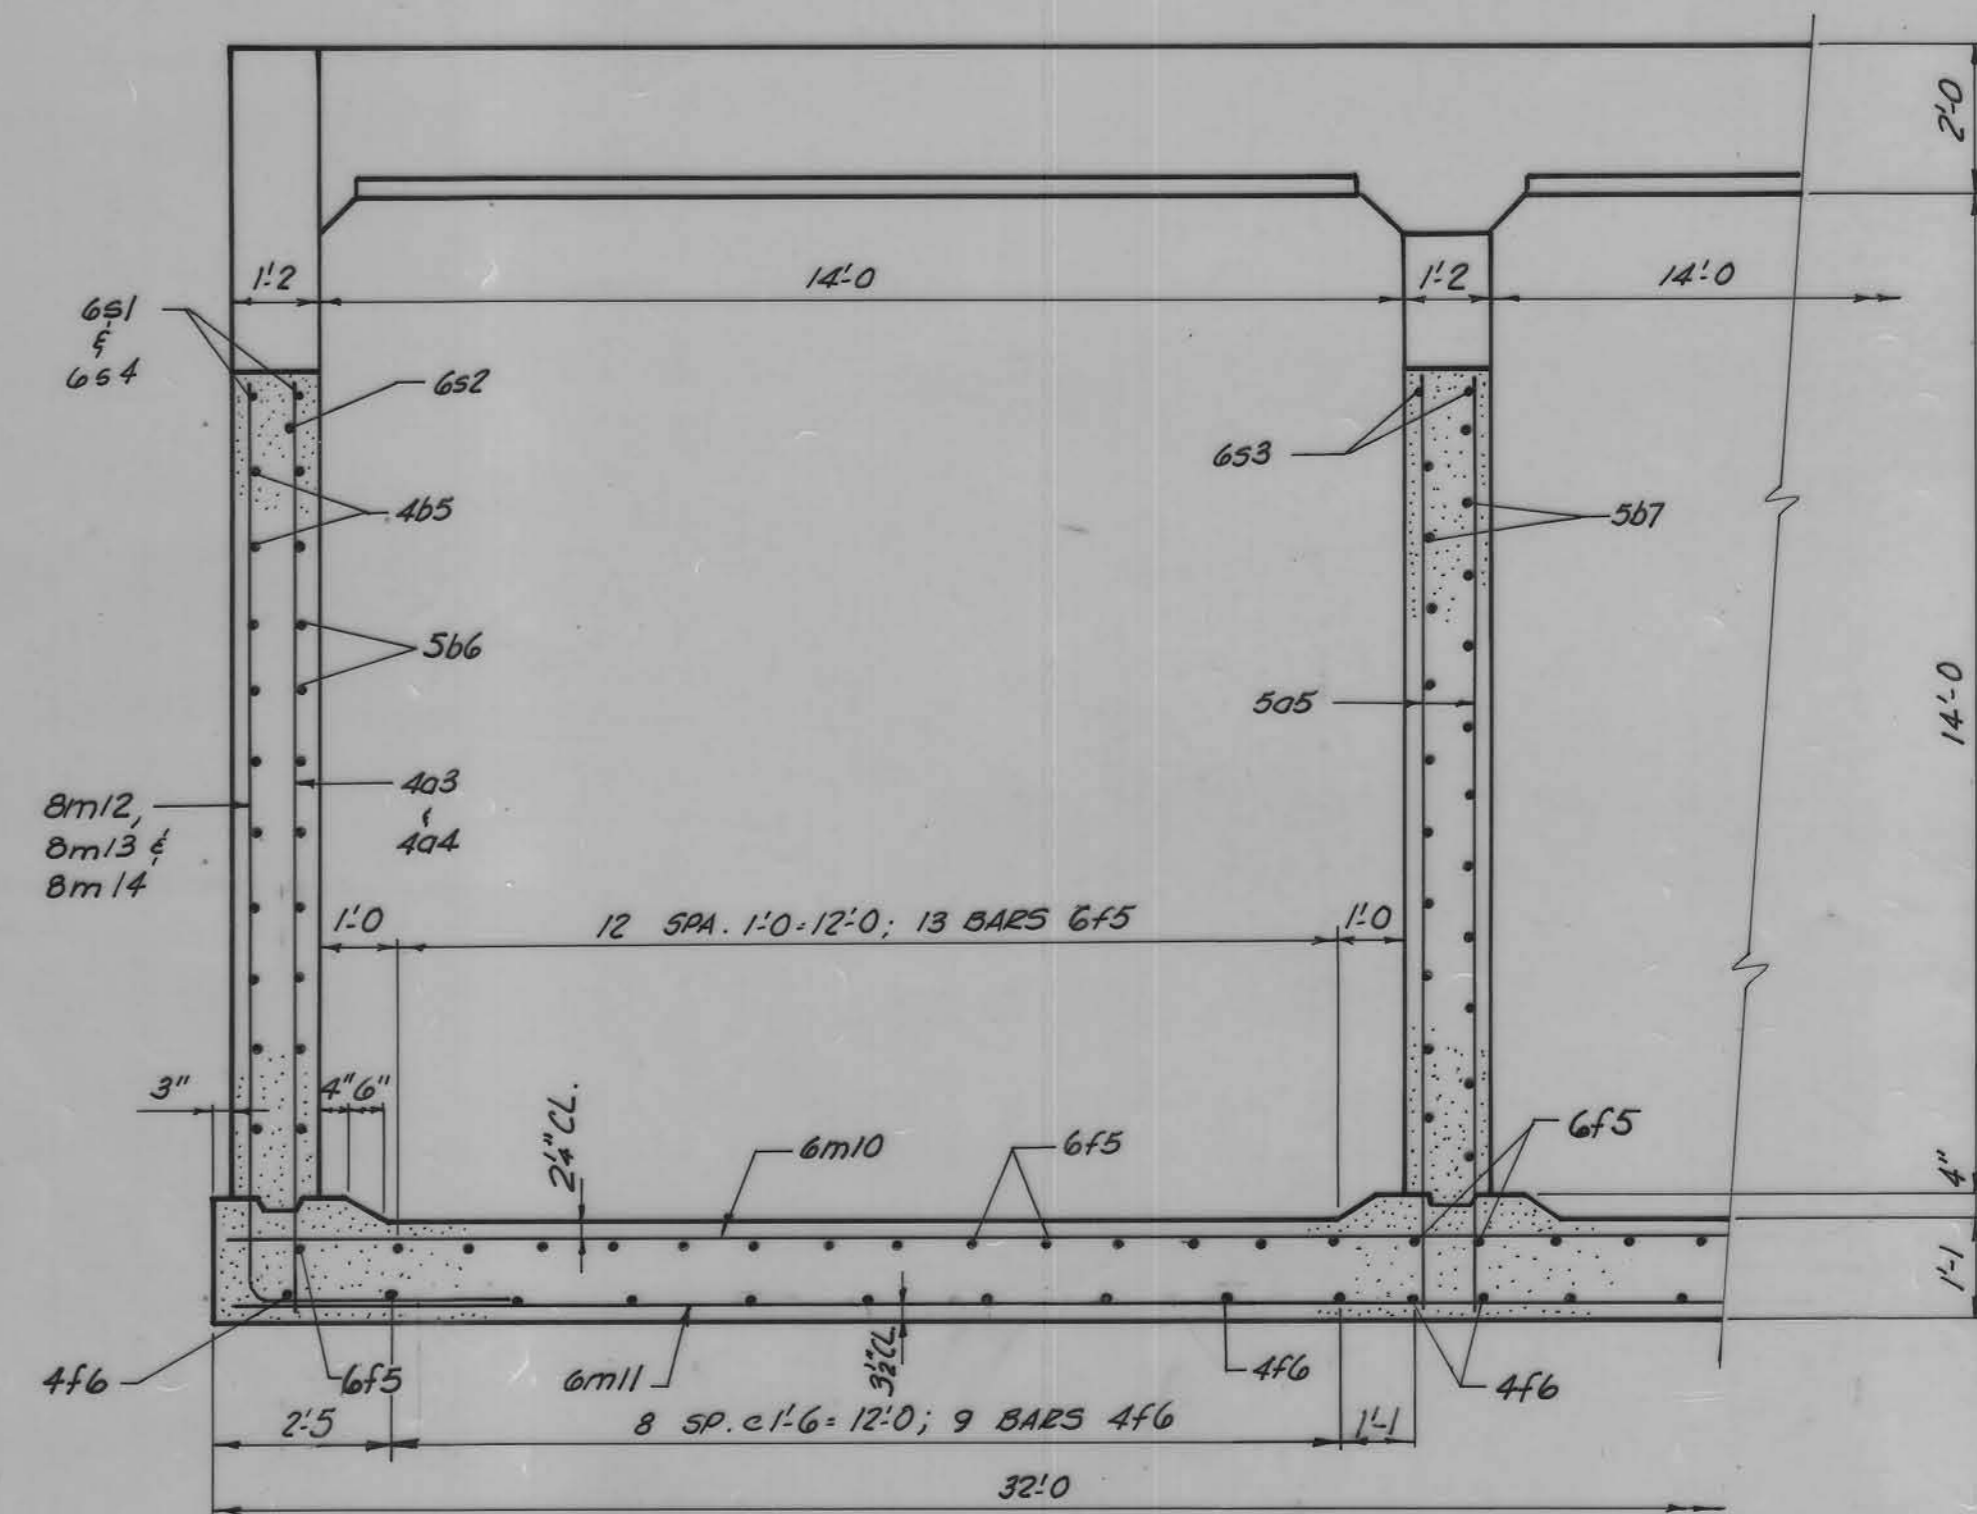 2'-0
1'-2
14'-0
1'-2
14'-0
6s1
&
6s4
6s2
6s3
4b5
5b7
5b6
5a5
14'-0
4a3
&
4a4
8m12,
8m13 &
8m14
1'-0
12 SPA. 1'-0=12'-0; 13 BARS 6f5
1'-0
3"
4" 6"
2¼" CL.
6m10
6f5
6f5
4"
1'-1
4f6
6f5
6m11
3½" CL.
4f6
4f6
2'-5
8 SP. @ 1'-6 = 12'-0; 9 BARS 4f6
1'-1
32'-0